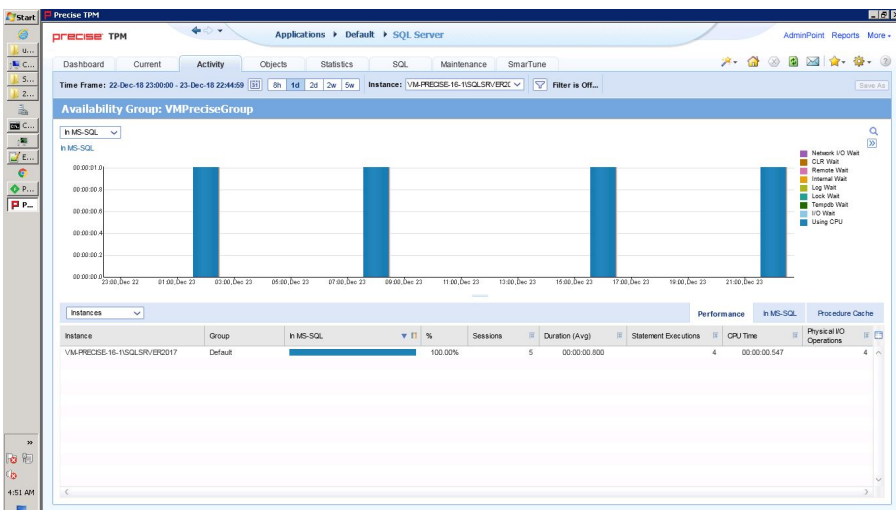 Start
Precise TPM
precise TPM
Applications Default SQL Server
AdminPoint Reports More
Dashboard Current Activity Objects Statistics SQL Maintenance SmarTune
Time Frame: 22-Dec-18 23:00:00 - 23-Dec-18 22:44:59 8h 1d 2d 2w 5w Instance: Filter is Off... Save As
Availability Group: VMPreciseGroup
In MS-SQL
In MS-SQL
Network I/O Wait
CLR Wait
Remote Wait
Internal Wait
Log Wait
Lock Wait
Tempdb Wait
I/O Wait
Using CPU
00:00:01.0
00:00:00.8
00:00:00.6
00:00:00.4
00:00:00.2
00:00:00.0
23:00,Dec 22 01:00,Dec 23 03:00,Dec 23 05:00,Dec 23 07:00,Dec 23 09:00,Dec 23 11:00,Dec 23 13:00,Dec 23 15:00,Dec 23 17:00,Dec 23 19:00,Dec 23 21:00,Dec 23
Instances
Performance In MS-SQL Procedure Cache
Instance Group In MS-SQL % Sessions Duration (Avg) Statement Executions CPU Time Physical I/O Operations
VM-PRECISE-16-1\SQLSRVER2017 Default 100.00% 5 00:00:00.800 4 00:00:00.547 4
u...
C...
S...
2...
C...
E...
P...
P...
4:51 AM